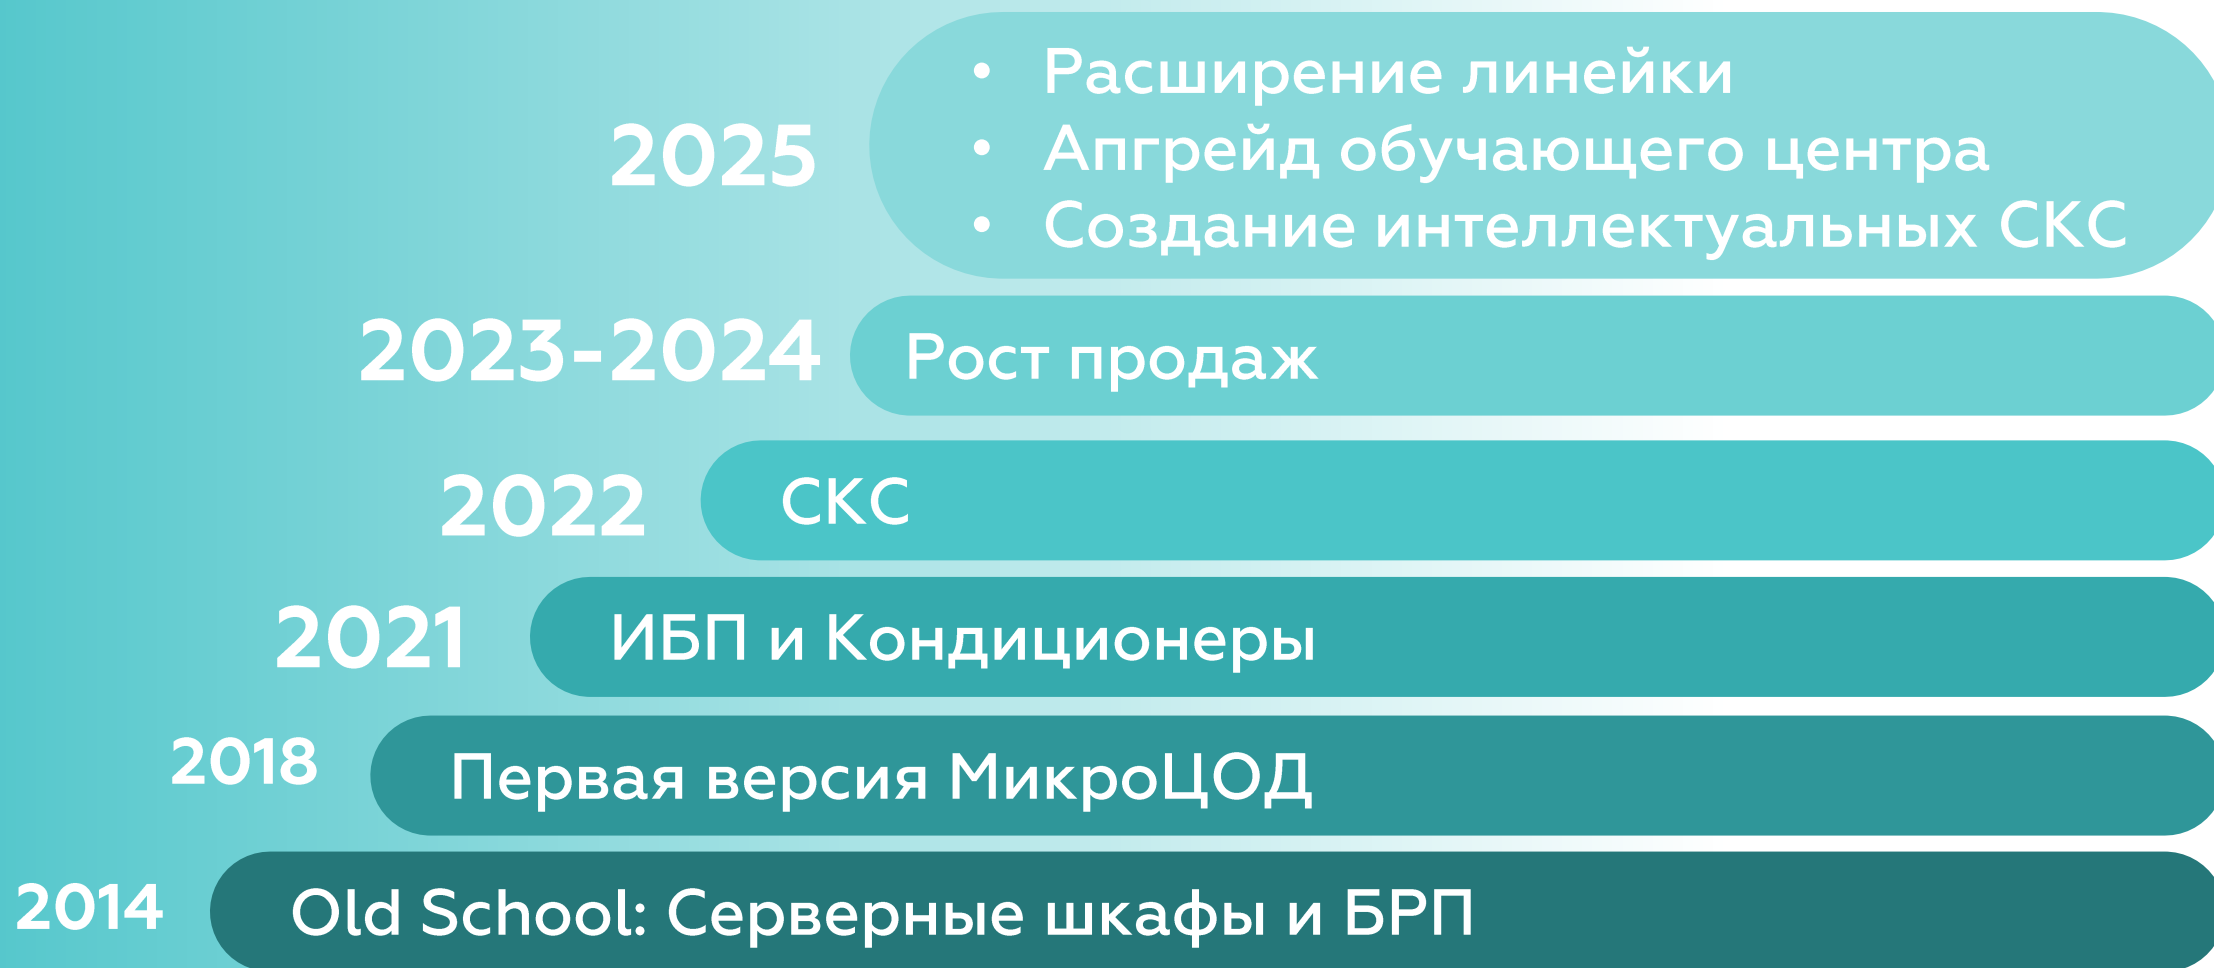 2025
• Расширение линейки
• Апгрейд обучающего центра
• Создание интеллектуальных СКС
2023-2024 Рост продаж
2022 СКС
2021 ИБП и Кондиционеры
2018 Первая версия МикроЦОД
2014 Old School: Серверные шкафы и БРП